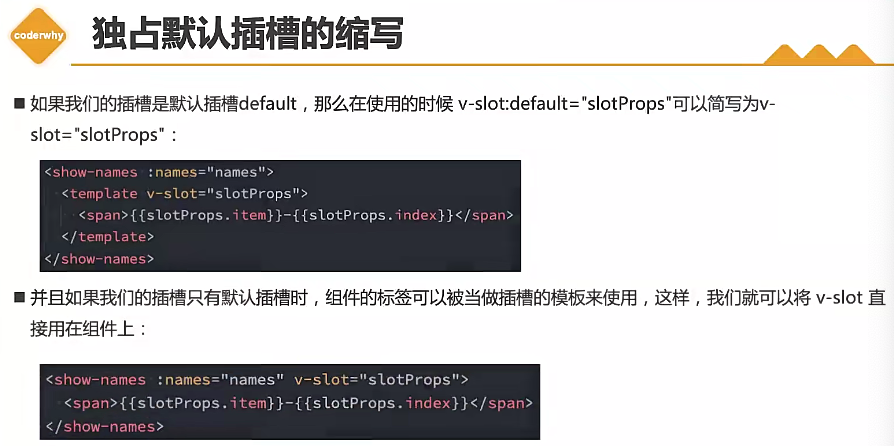 coderwhy
独占默认插槽的缩写
■ 如果我们的插槽是默认插槽default，那么在使用的时候 v-slot:default="slotProps"可以简写为v-
slot="slotProps"：
<show-names :names="names">
<template v-slot="slotProps">
<span>{{slotProps.item}}-{{slotProps.index}}</span>
</template>
</show-names>
■ 并且如果我们的插槽只有默认插槽时，组件的标签可以被当做插槽的模板来使用，这样，我们就可以将 v-slot 直
接用在组件上：
<show-names :names="names" v-slot="slotProps">
<span>{{slotProps.item}}-{{slotProps.index}}</span>
</show-names>